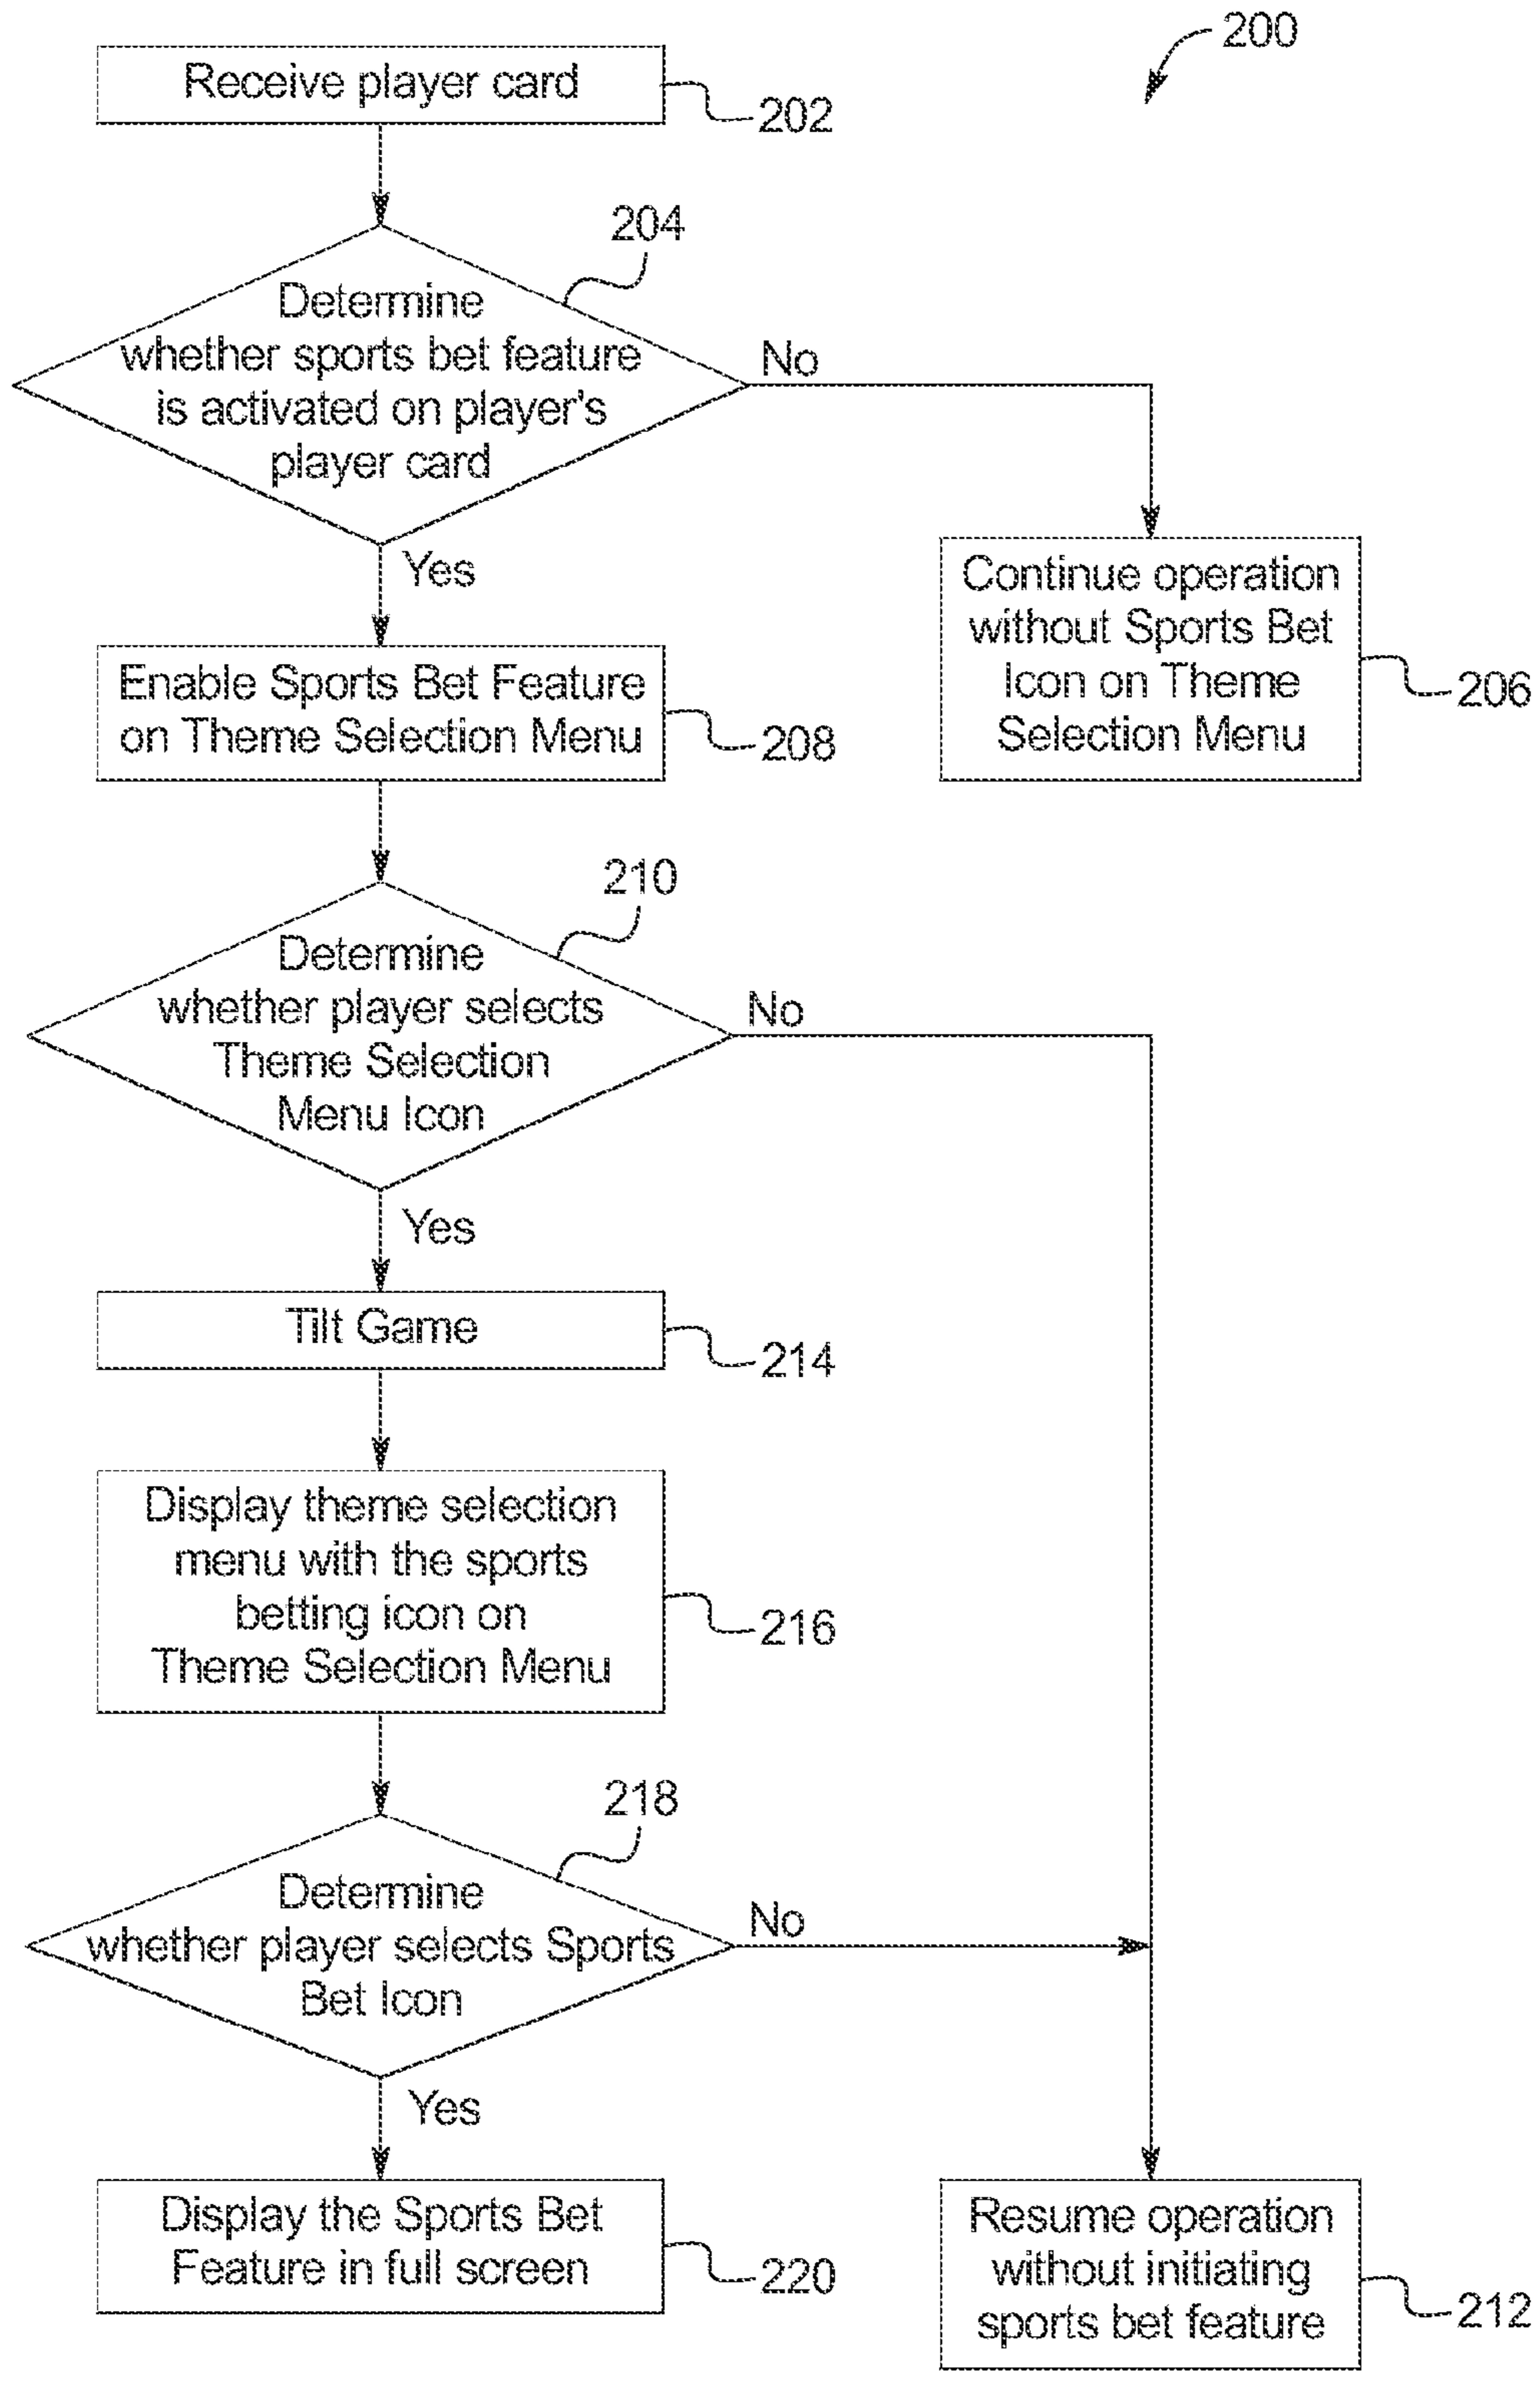 200
Receive player card
202
204
Determine
whether sports bet feature
is activated on player's
player card
No
Yes
Continue operation
without Sports Bet
Icon on Theme
Selection Menu
206
Enable Sports Bet Feature
on Theme Selection Menu
208
210
Determine
whether player selects
Theme Selection
Menu Icon
No
Yes
Tilt Game
214
Display theme selection
menu with the sports
betting icon on
Theme Selection Menu
216
218
Determine
whether player selects Sports
Bet Icon
No
Yes
Display the Sports Bet
Feature in full screen
220
Resume operation
without initiating
sports bet feature
212